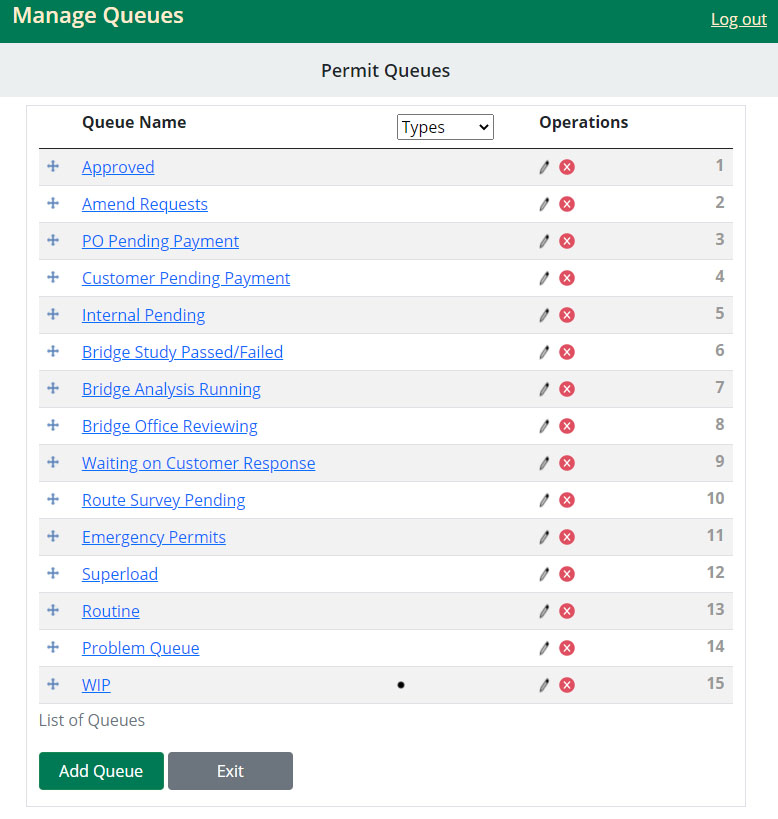 Manage Queues
Log out
Permit Queues
Queue Name Types Operations
Approved 1
Amend Requests 2
PO Pending Payment 3
Customer Pending Payment 4
Internal Pending 5
Bridge Study Passed/Failed 6
Bridge Analysis Running 7
Bridge Office Reviewing 8
Waiting on Customer Response 9
Route Survey Pending 10
Emergency Permits 11
Superload 12
Routine 13
Problem Queue 14
WIP 15
List of Queues
Add Queue Exit